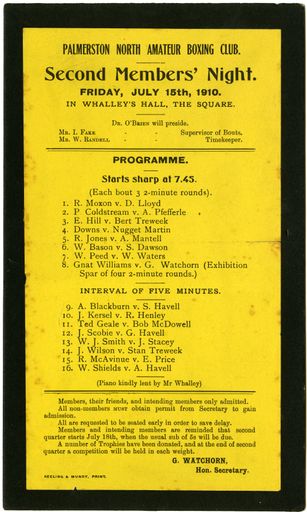 PALMERSTON NORTH AMATEUR BOXING CLUB.
Second Members' Night.
FRIDAY, JULY 15th, 1910.
IN WHALLEY'S HALL, THE SQUARE.
DR. O'BRIEN will preside.
MR. I. FAKE - Supervisor of Bouts.
MR. W. RANDELL - Timekeeper.
PROGRAMME.
Starts sharp at 7.45.
(Each bout 3 2-minute rounds).
1. R. Moxon v. D. Lloyd
2. P Coldstream v. A. Pfefferle
3. E. Hill v. Bert Treweek
4. Downs v. Nugget Martin
5. R. Jones v. A. Mantell
6. W. Bason v. S. Dawson
7. W. Peed v. W. Waters
8. Gnat Williams v. G. Watchorn (Exhibition
Spar of four 2-minute rounds.)
INTERVAL OF FIVE MINUTES.
9. A. Blackburn v. S. Havell
10. J. Kersel v. R. Henley
11. Ted Geale v. Bob McDowell
12. J. Scobie v. G. Havell
13. W. J. Smith v. J. Stacey
14. J. Wilson v. Stan Treweek
15. R. McAvinue v. E. Price
16. W. Shields v. A. Havell
(Piano kindly lent by Mr Whalley)
Members, their friends, and intending members only admitted.
All non-members MUST obtain permit from Secretary to gain
admission.
All are requested to be seated early in order to save delay.
Members and intending members are reminded that second
quarter starts July 18th, when the usual sub of 5s will be due.
A number of Trophies have been donated, and at the end of second
quarter a competition will be held in each weight.
G. WATCHORN,
Hon. Secretary.
KEELING & MUNDY, PRINT.